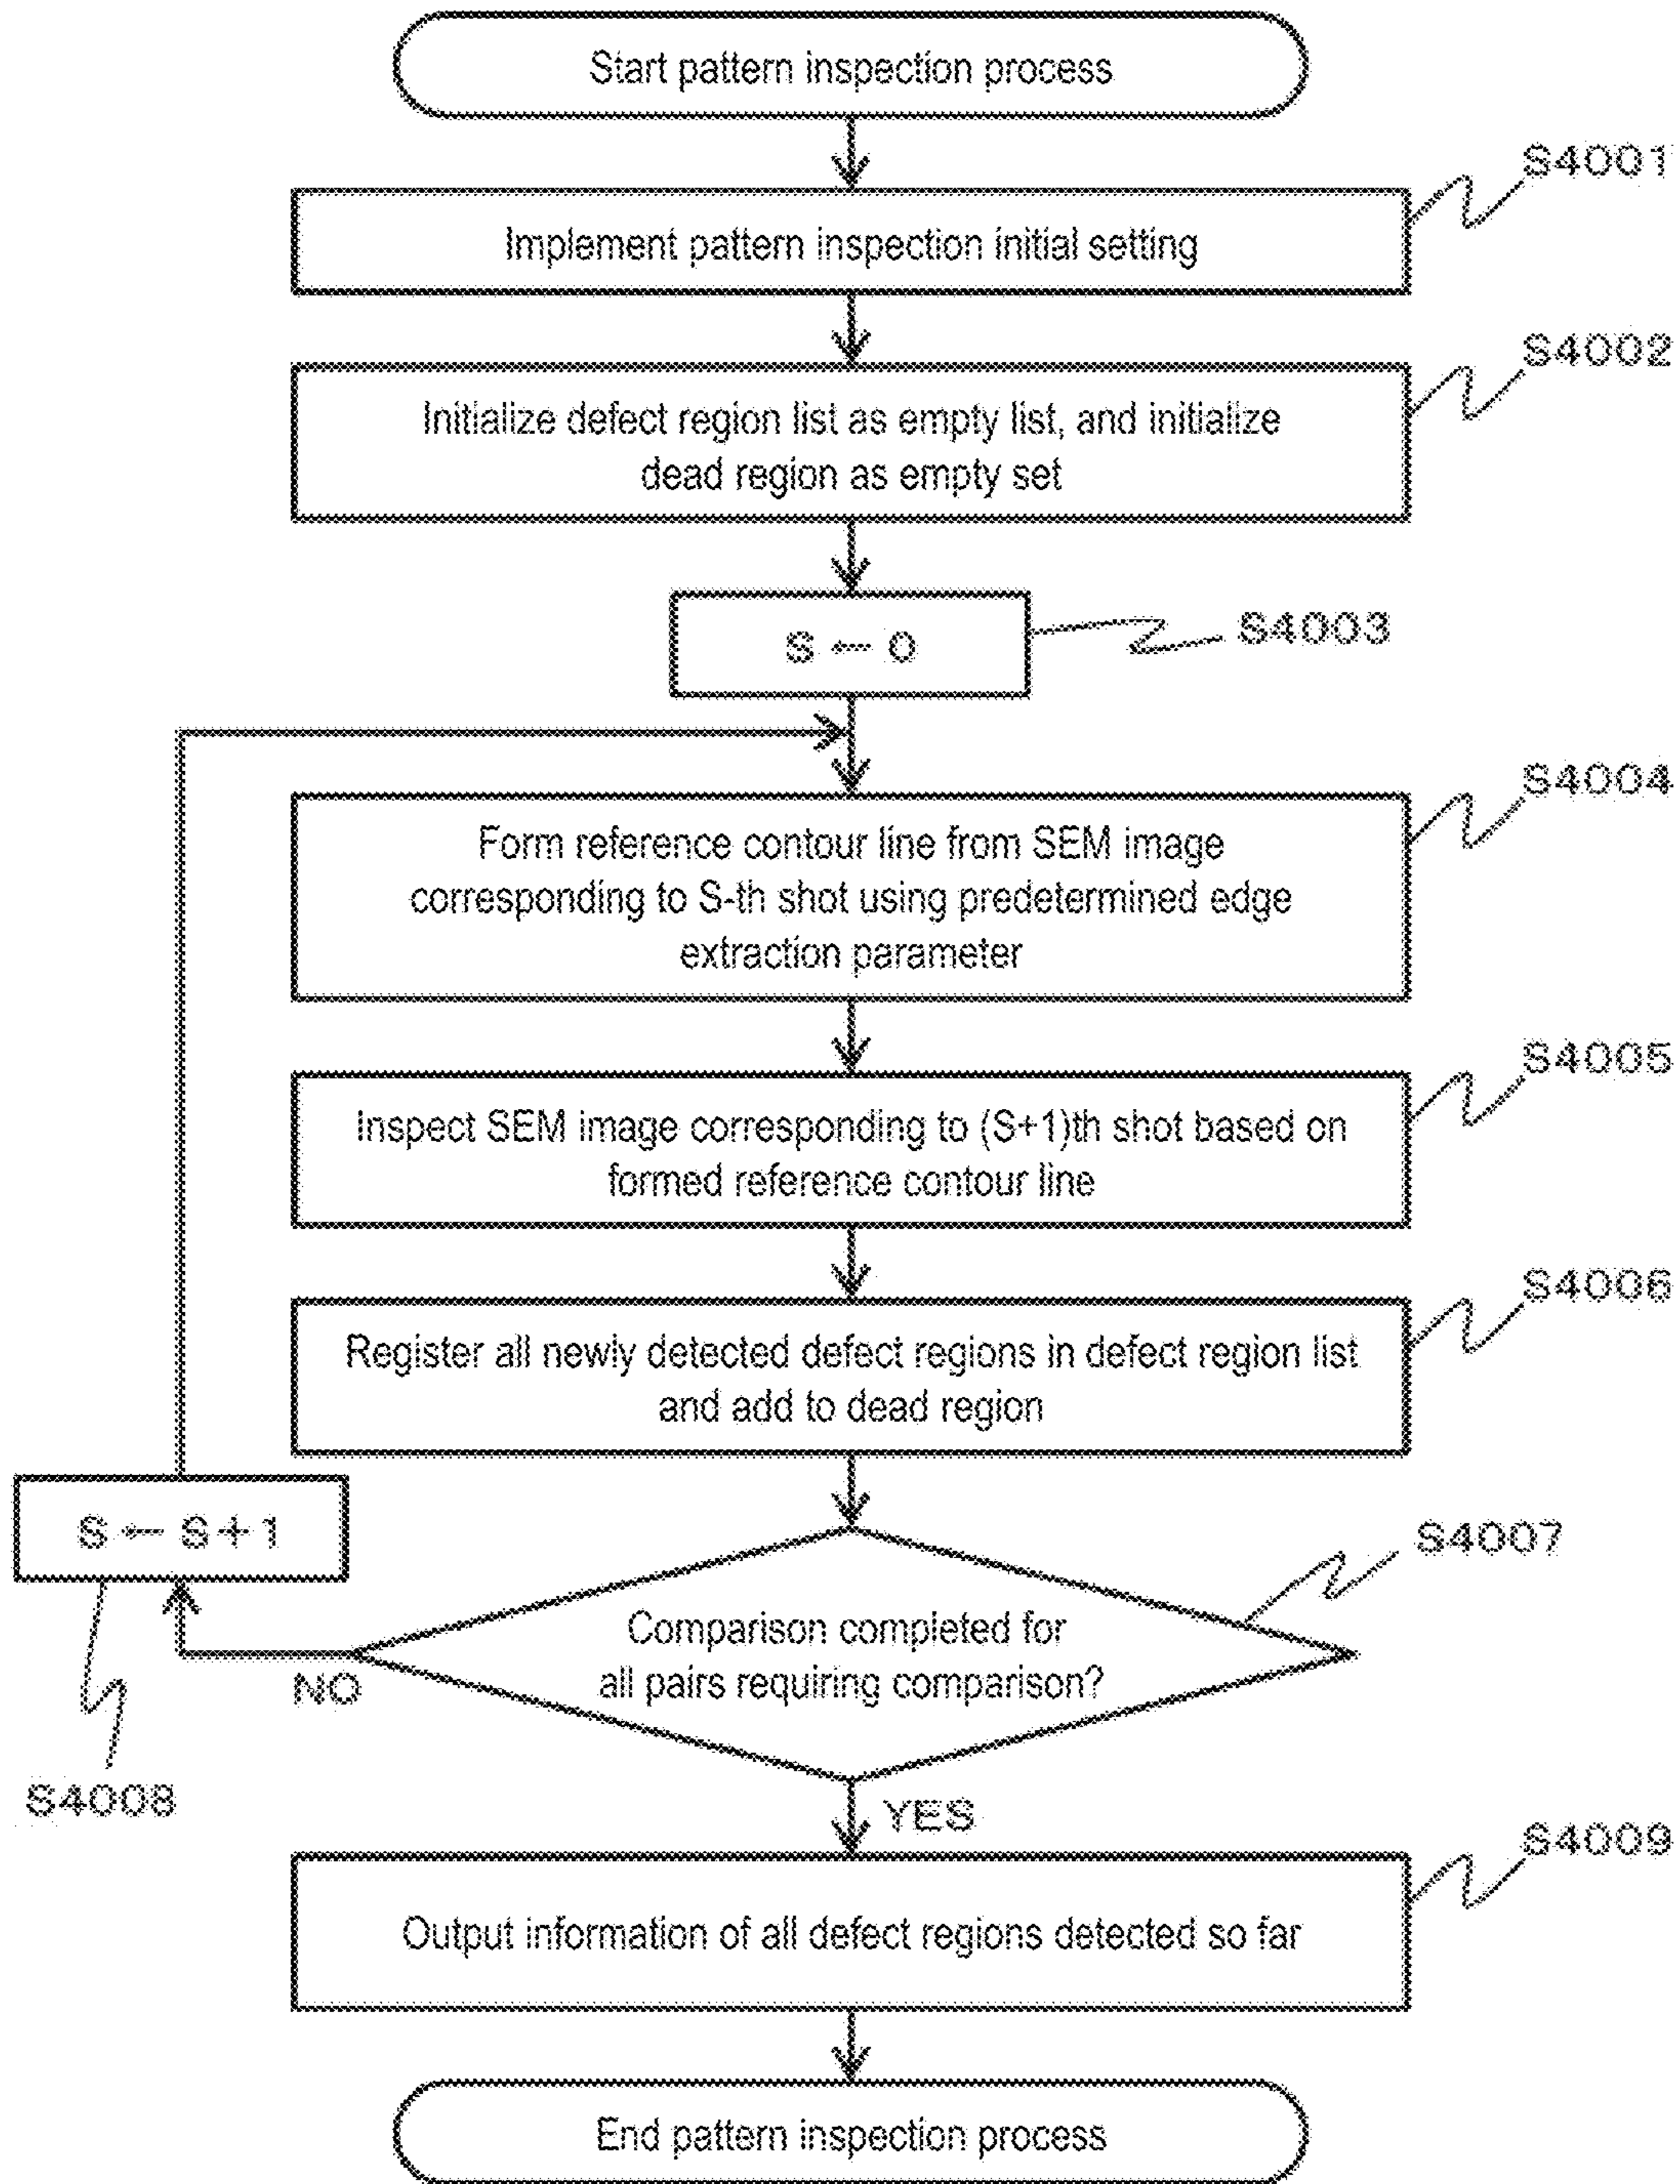 Start pattern inspection process
S4001
Implement pattern inspection initial setting
S4002
Initialize defect region list as empty list, and initialize
dead region as empty set
S ← 0
S4003
S4004
Form reference contour line from SEM image
corresponding to S-th shot using predetermined edge
extraction parameter
S4005
Inspect SEM image corresponding to (S+1)th shot based on
formed reference contour line
S4006
Register all newly detected defect regions in defect region list
and add to dead region
S ← S+1
S4007
Comparison completed for
all pairs requiring comparison?
NO
S4008
YES
S4009
Output information of all defect regions detected so far
End pattern inspection process